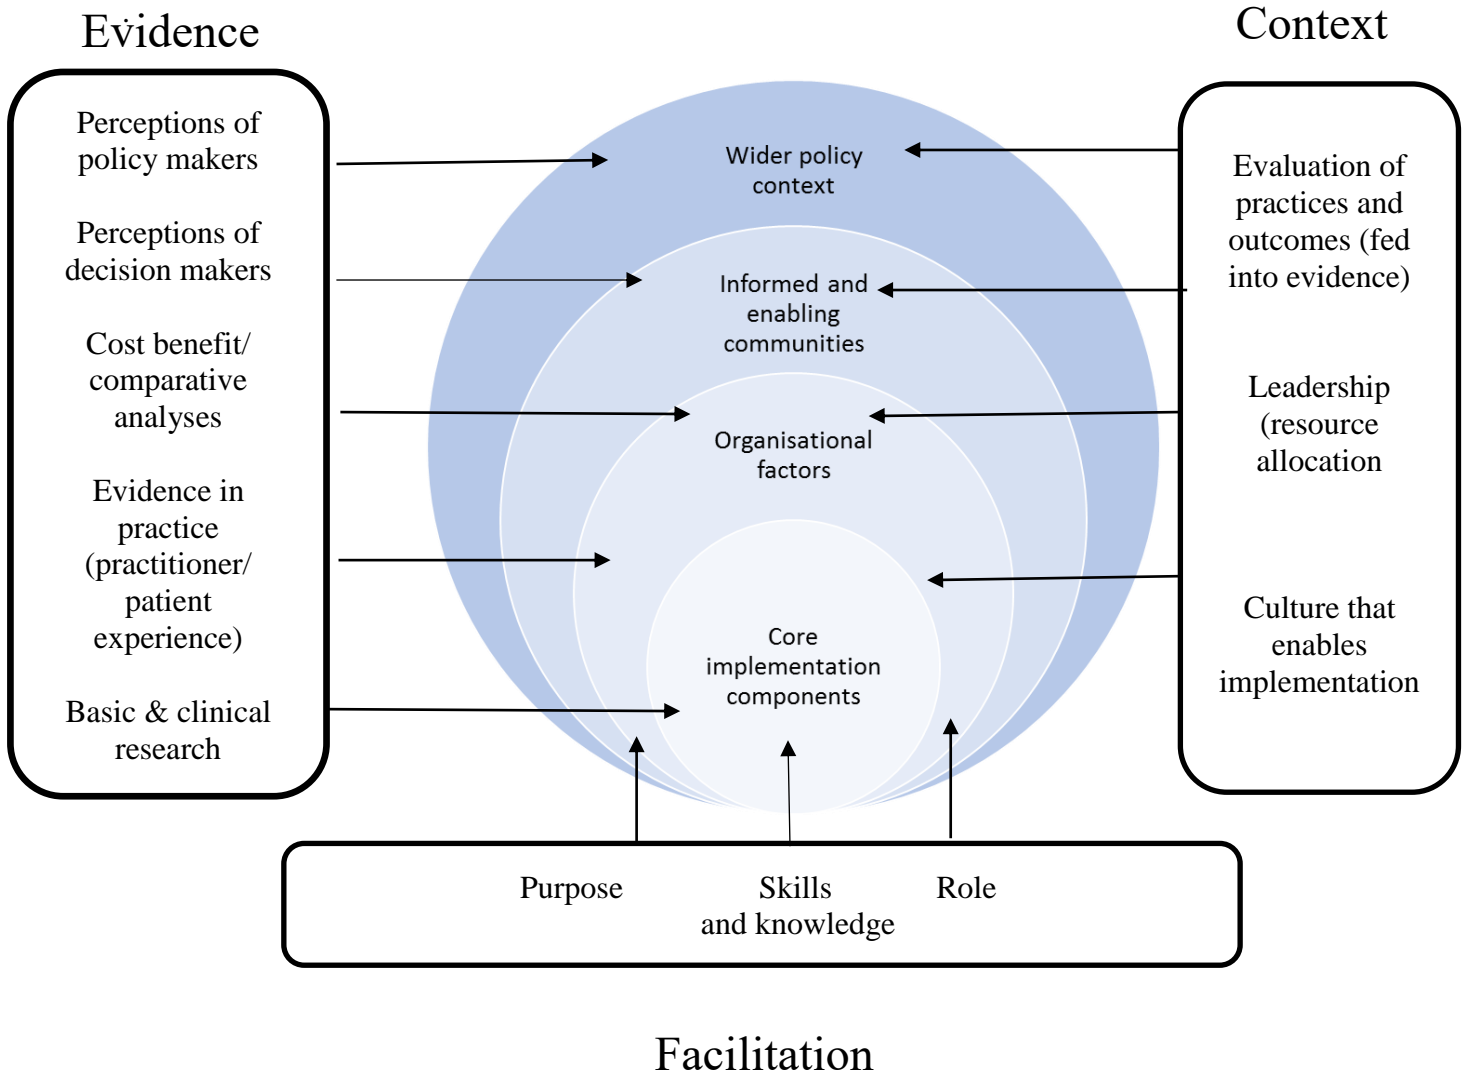 Evidence
Perceptions of
policy makers
Perceptions of
decision makers
Cost benefit/
comparative
analyses
Evidence in
practice
(practitioner/
patient
experience)
Basic & clinical
research
Wider policy
context
Informed and
enabling
communities
Organisational
factors
Core
implementation
components
Context
Evaluation of
practices and
outcomes (fed
into evidence)
Leadership
(resource
allocation
Culture that
enables
implementation
Purpose
Skills
and knowledge
Role
Facilitation